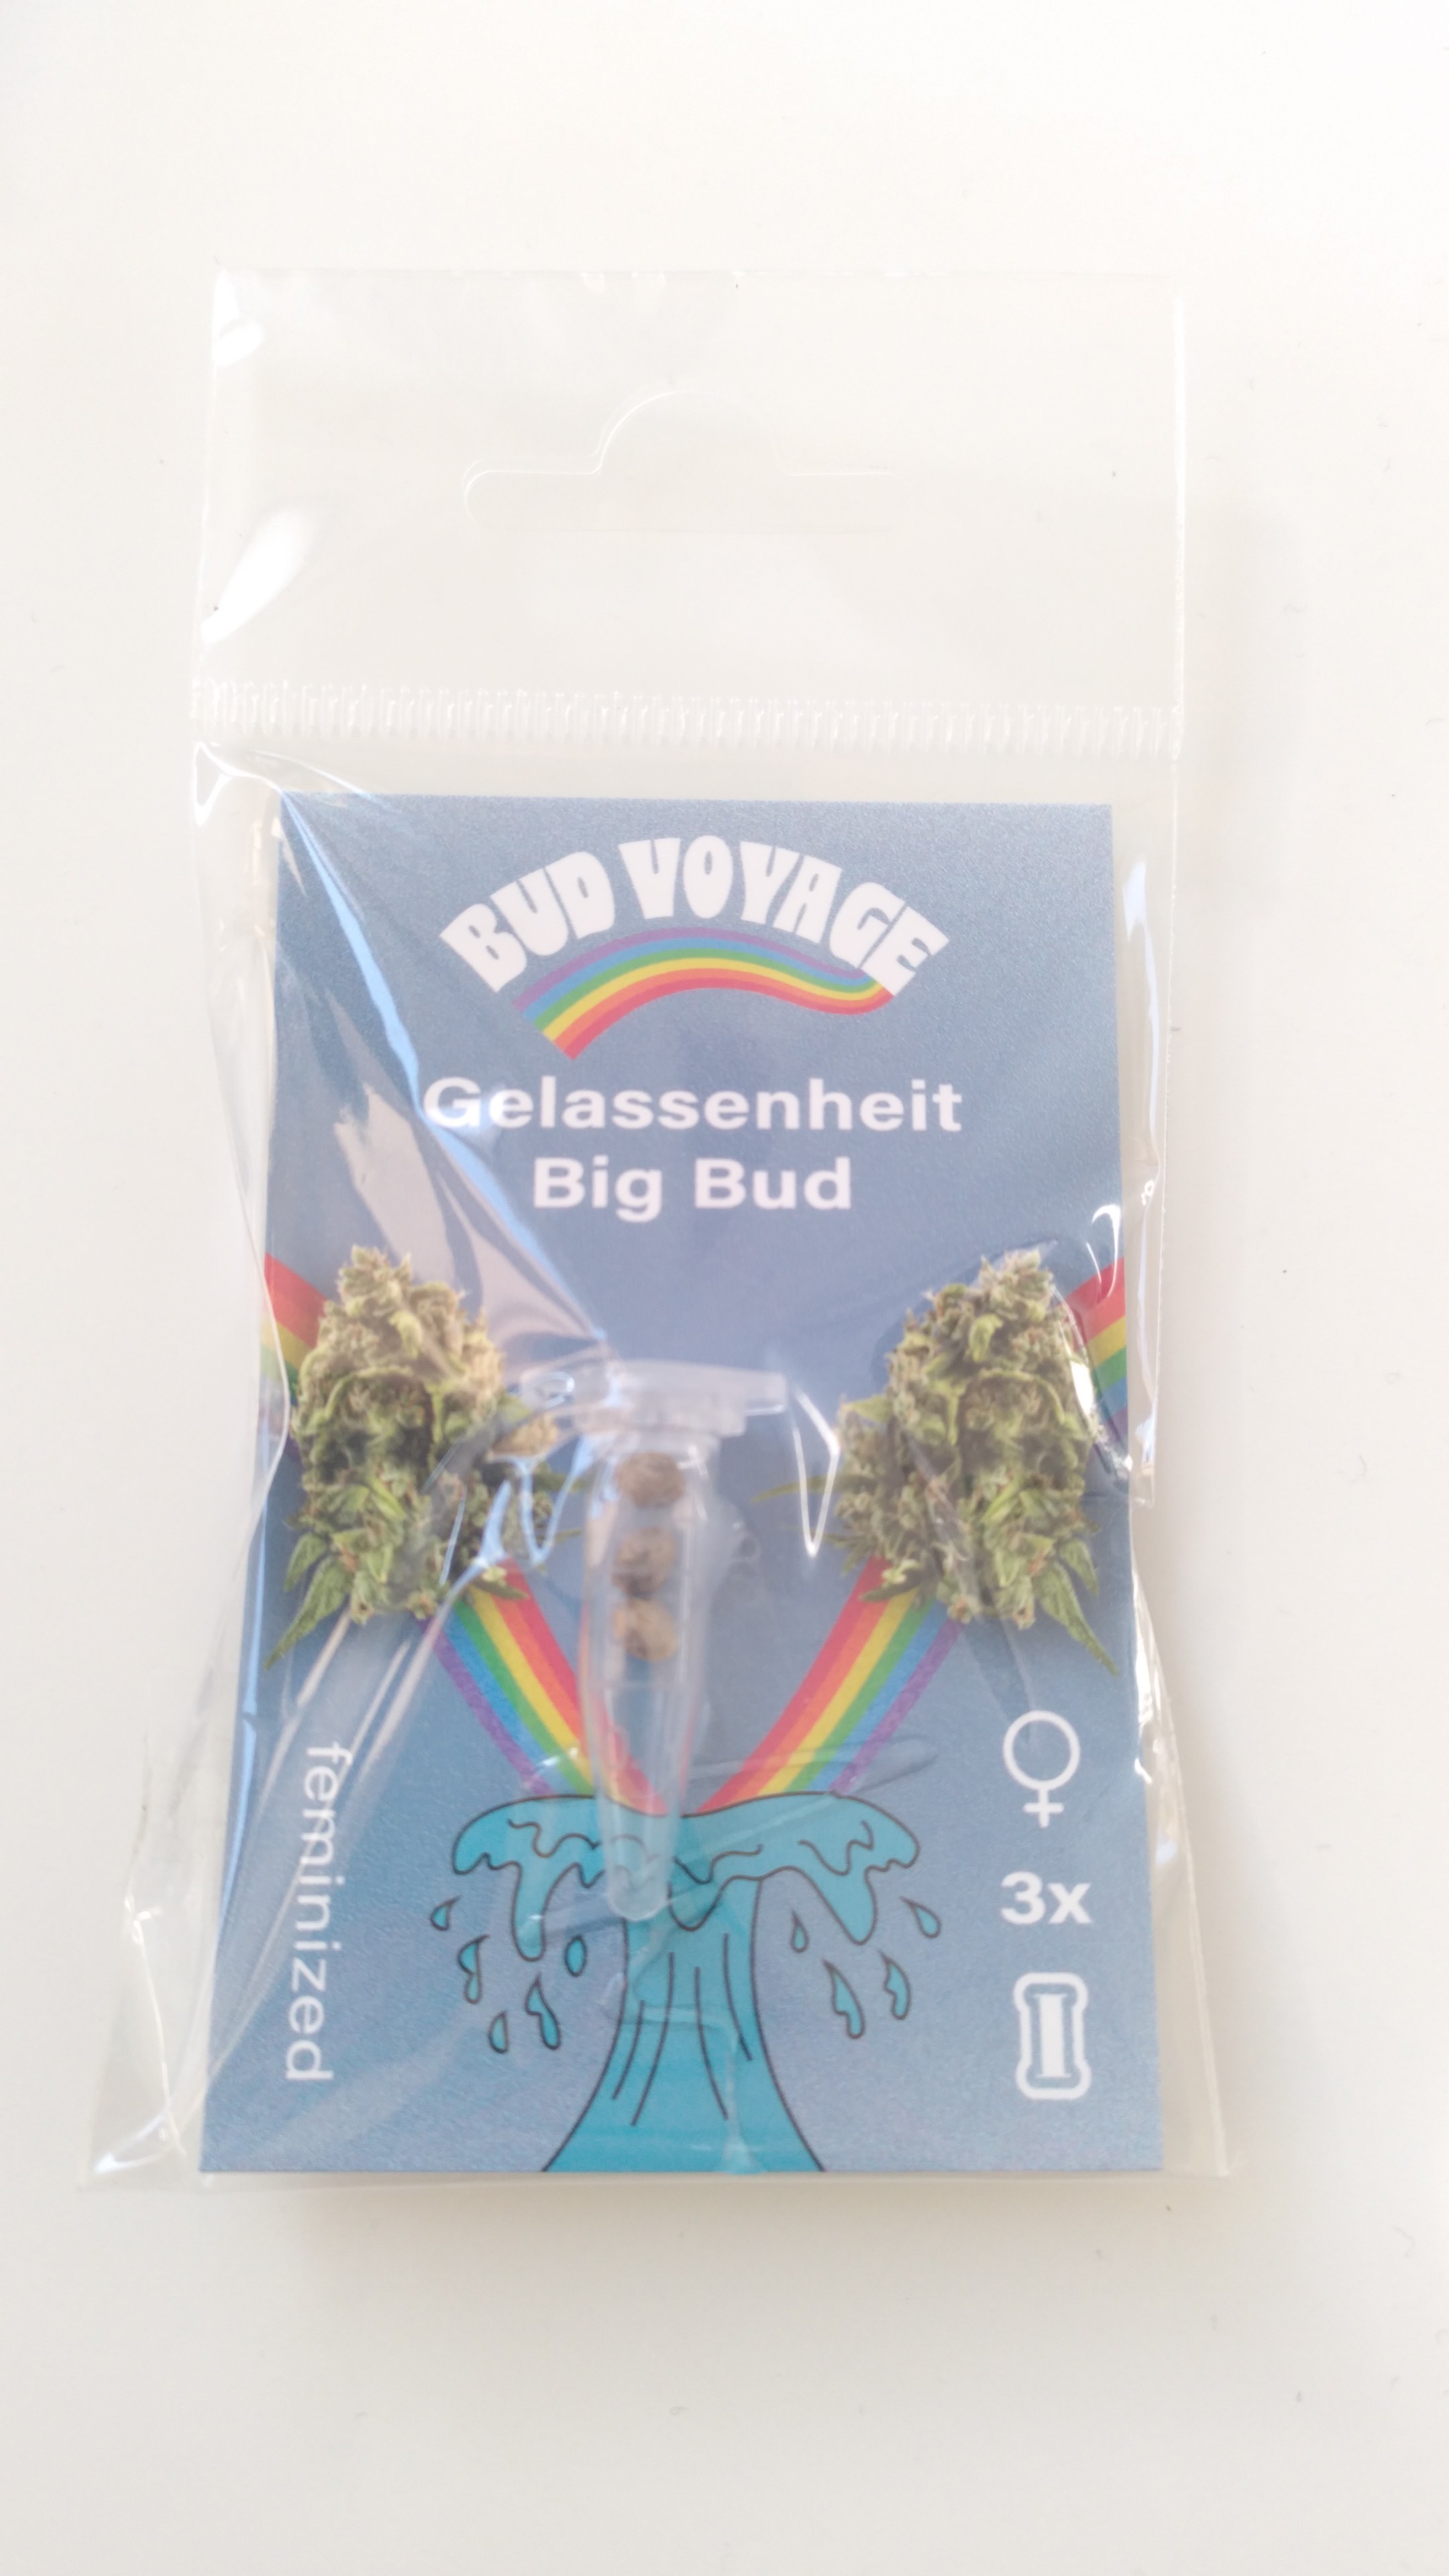 BUD VOYAGE
Gelassenheit
Big Bud
feminized
3x